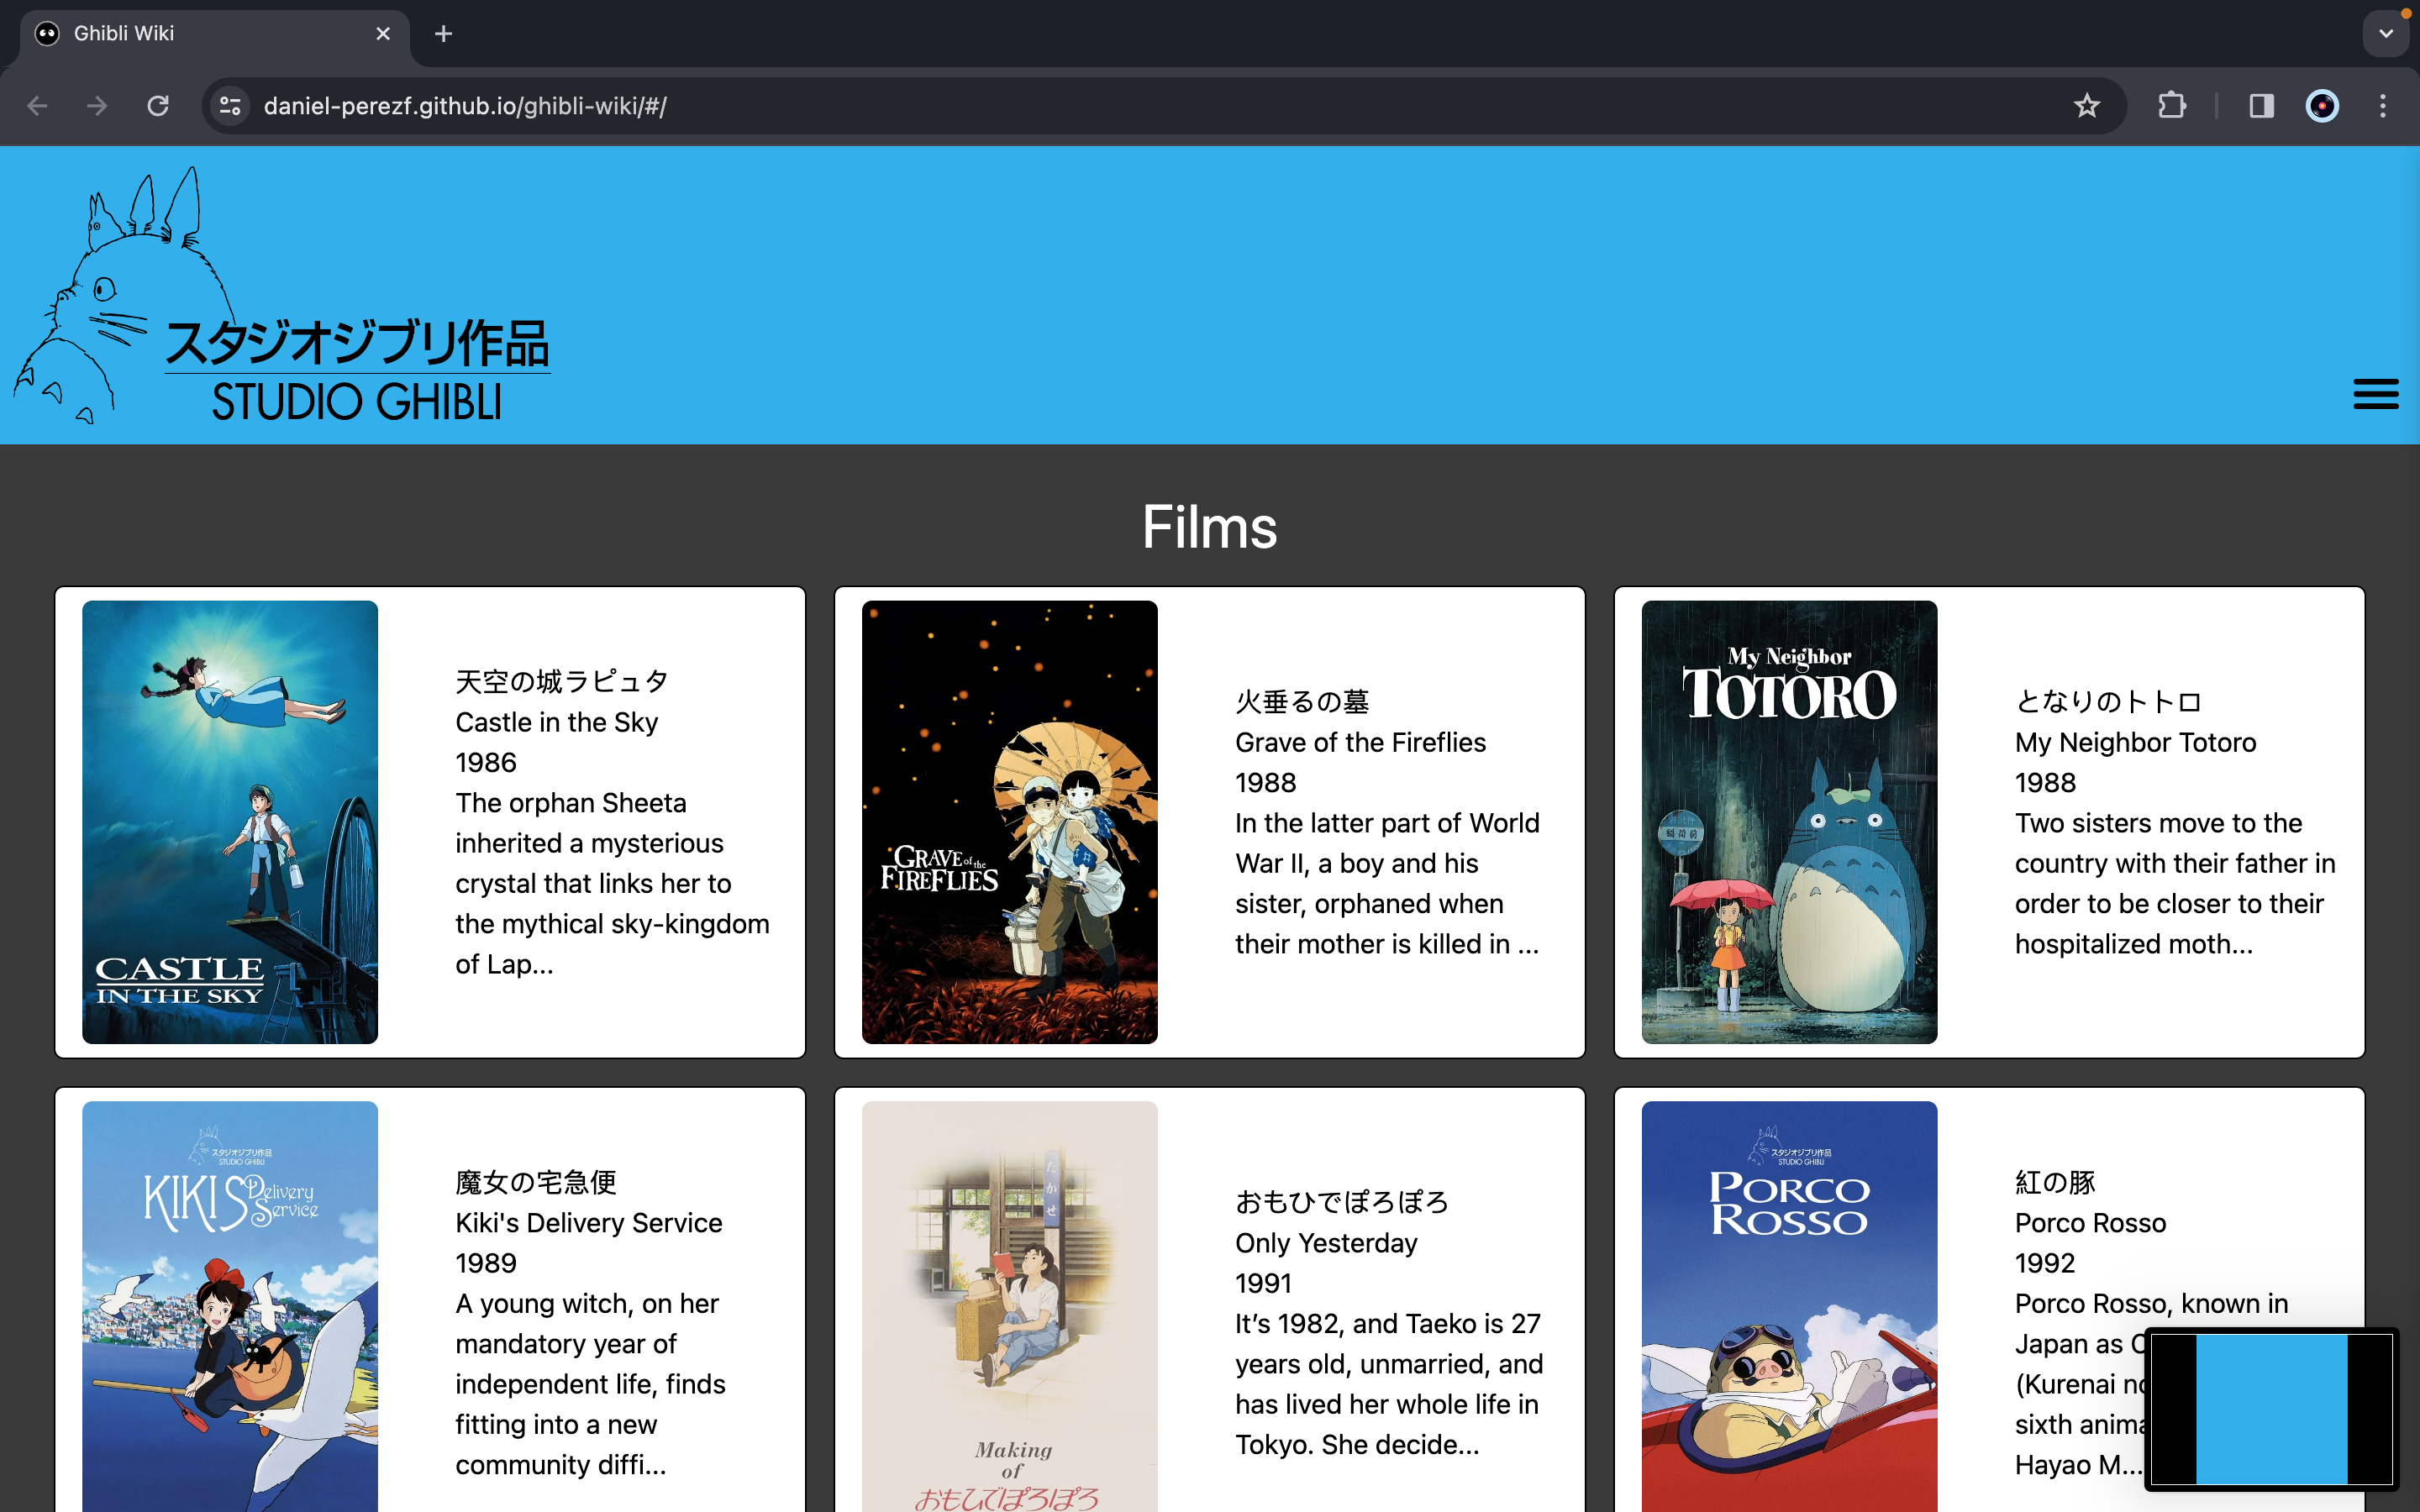 Ghibli Wiki
daniel-perezf.github.io/ghibli-wiki/#/
スタジオジブリ作品
STUDIO GHIBLI
Films
天空の城ラピュタ
Castle in the Sky
1986
The orphan Sheeta
inherited a mysterious
crystal that links her to
the mythical sky-kingdom
of Lap...
CASTLE
IN THE SKY
火垂るの墓
Grave of the Fireflies
1988
In the latter part of World
War II, a boy and his
sister, orphaned when
their mother is killed in ...
GRAVE of the
FIREFLIES
My Neighbor
TOTORO
稲荷前
となりのトトロ
My Neighbor Totoro
1988
Two sisters move to the
country with their father in
order to be closer to their
hospitalized moth...
スタジオジブリ作品
STUDIO GHIBLI
KIKI'S Delivery
Service
魔女の宅急便
Kiki's Delivery Service
1989
A young witch, on her
mandatory year of
independent life, finds
fitting into a new
community diffi...
たかせ
Making
of
おもひでぽろぽろ
おもひでぽろぽろ
Only Yesterday
1991
It’s 1982, and Taeko is 27
years old, unmarried, and
has lived her whole life in
Tokyo. She decide...
スタジオジブリ作品
STUDIO GHIBLI
PORCO
ROSSO
紅の豚
Porco Rosso
1992
Porco Rosso, known in
Japan as
(Kurenai
sixth
Hayao M...